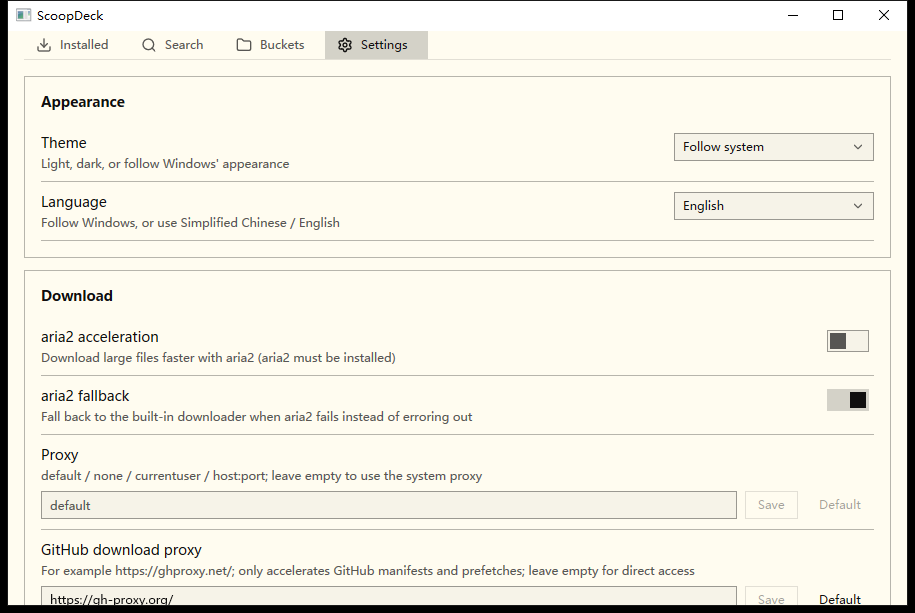 ScoopDeck
Installed Search Buckets Settings
Appearance
Theme
Light, dark, or follow Windows' appearance
Follow system
Language
Follow Windows, or use Simplified Chinese / English
English
Download
aria2 acceleration
Download large files faster with aria2 (aria2 must be installed)
aria2 fallback
Fall back to the built-in downloader when aria2 fails instead of erroring out
Proxy
default / none / currentuser / host:port; leave empty to use the system proxy
default Save Default
GitHub download proxy
For example https://ghproxy.net/; only accelerates GitHub manifests and prefetches; leave empty for direct access
https://gh-proxy.org/ Save Default